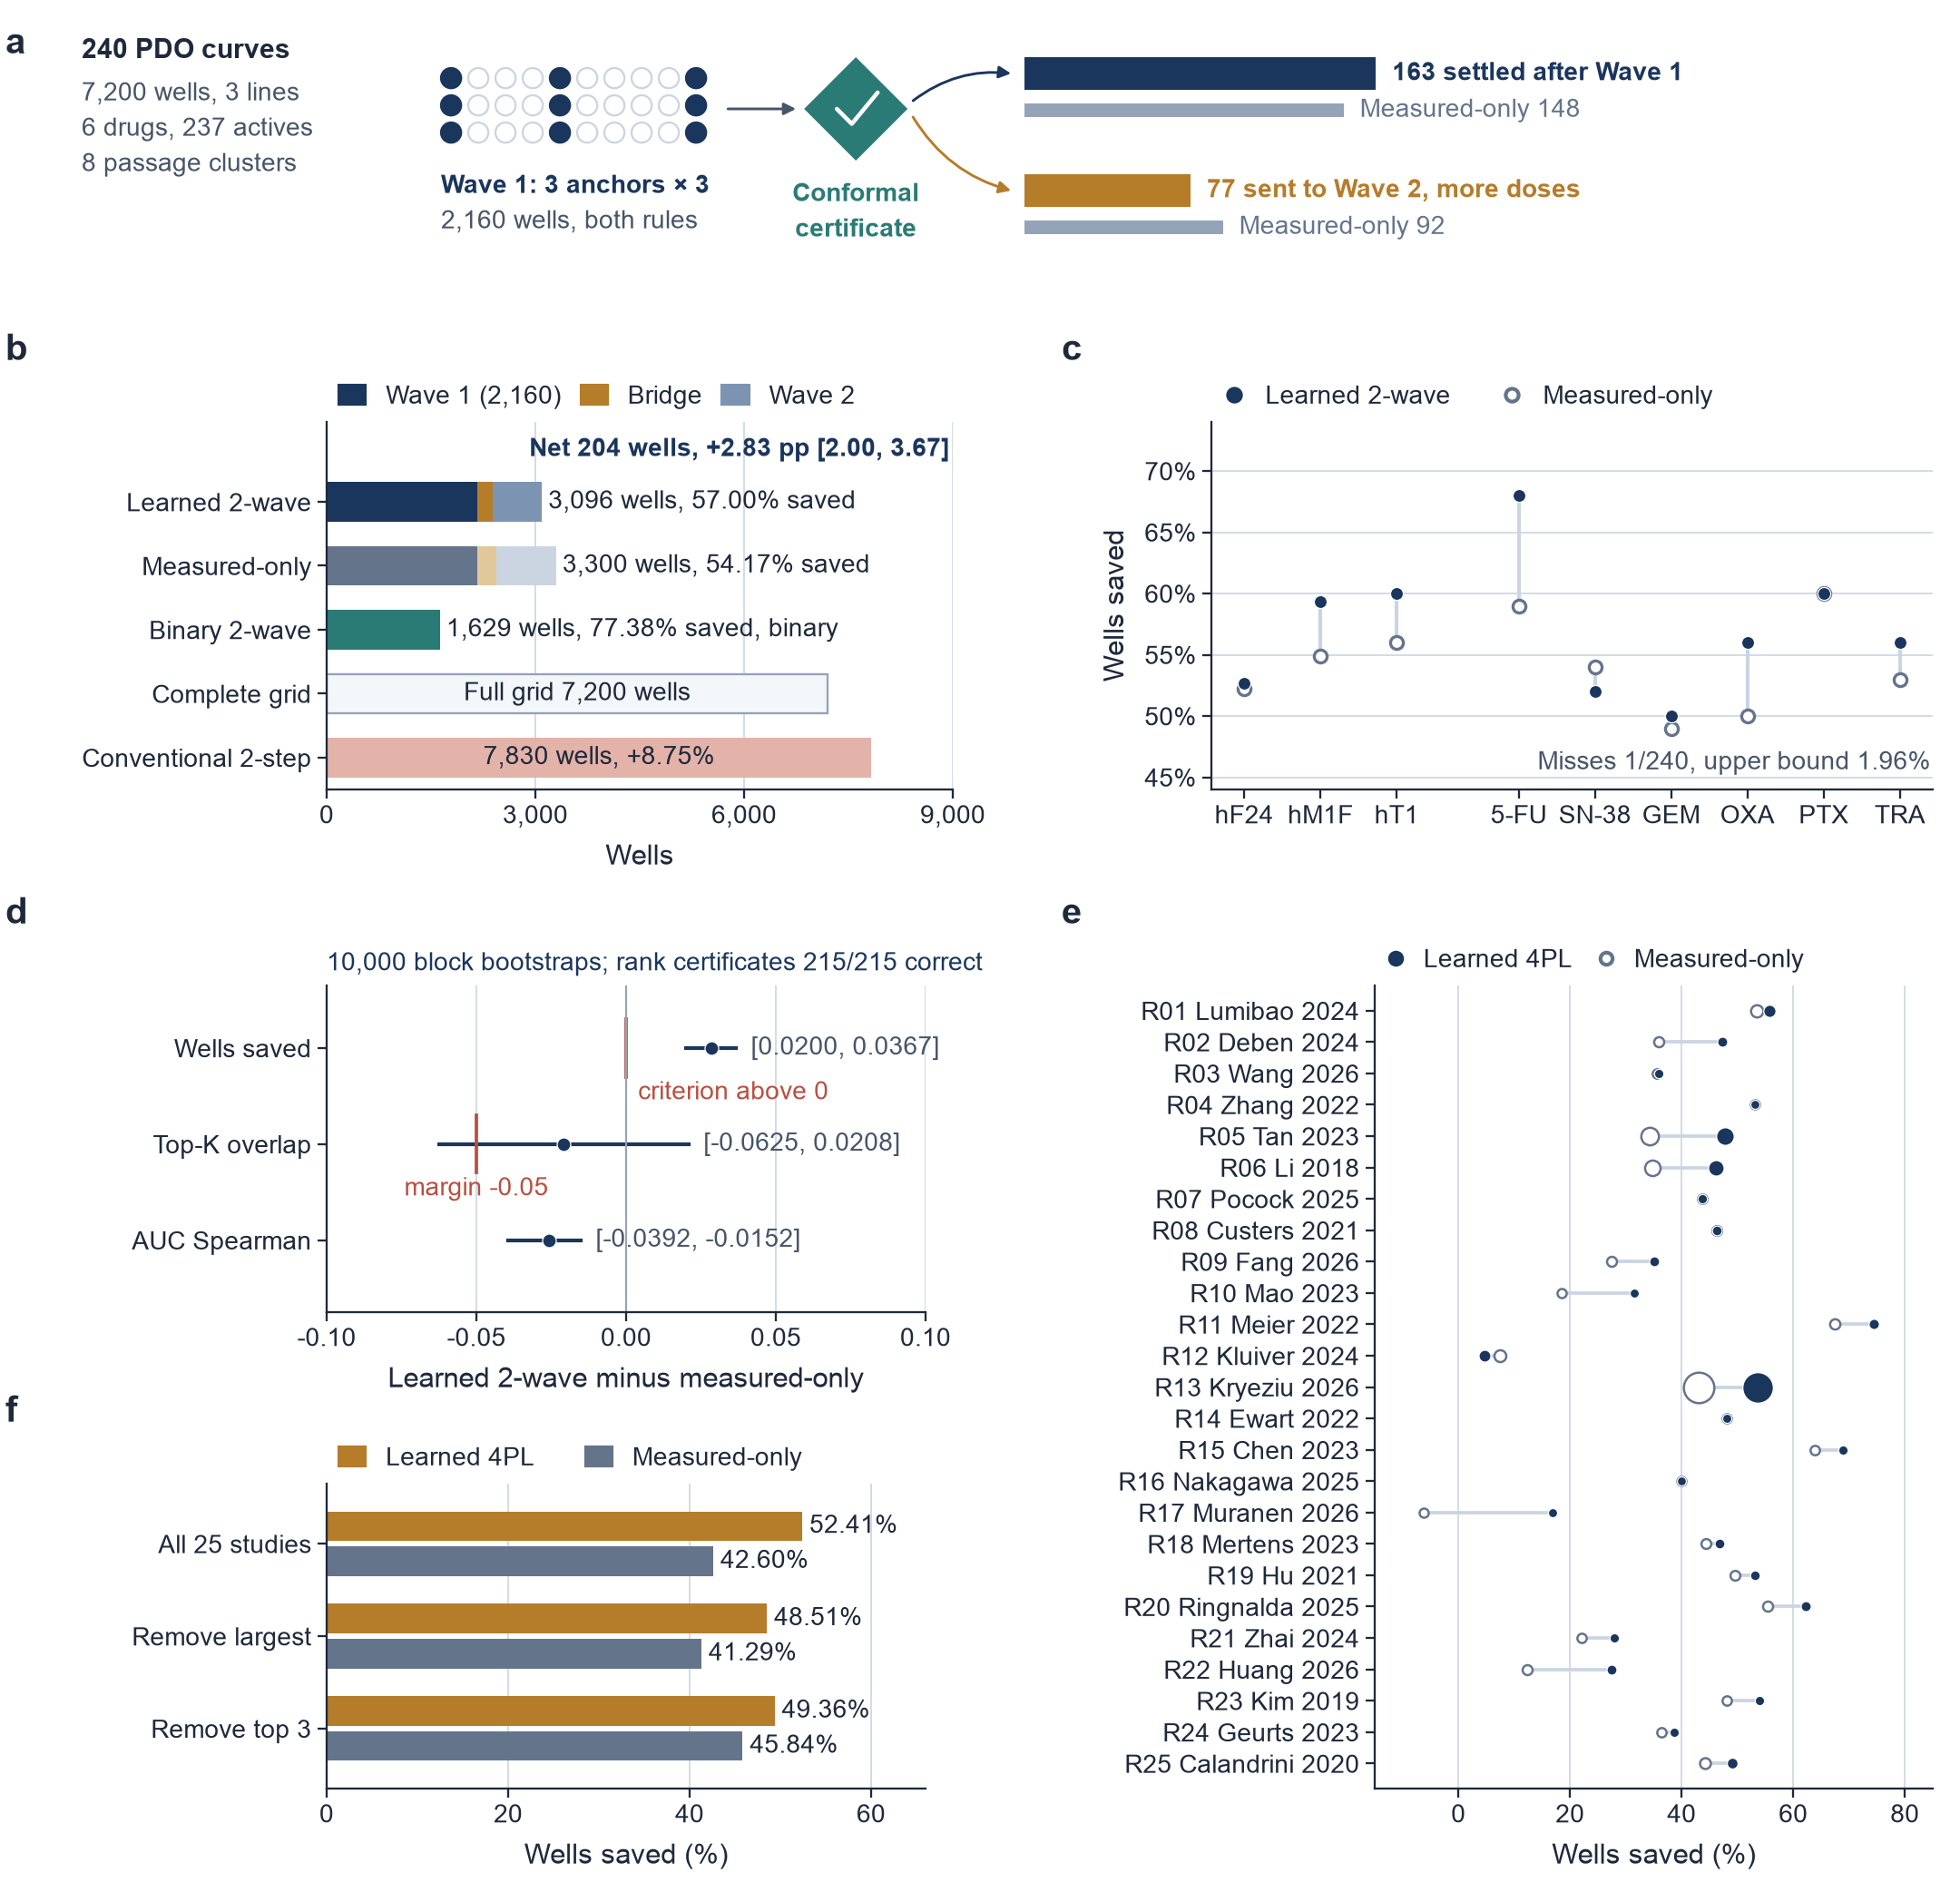 a
240 PDO curves
7,200 wells, 3 lines
6 drugs, 237 actives
8 passage clusters
Wave 1: 3 anchors × 3
2,160 wells, both rules
Conformal
certificate
163 settled after Wave 1
Measured-only 148
77 sent to Wave 2, more doses
Measured-only 92
b
Wave 1 (2,160)
Bridge
Wave 2
Net 204 wells, +2.83 pp [2.00, 3.67]
Learned 2-wave
3,096 wells, 57.00% saved
Measured-only
3,300 wells, 54.17% saved
Binary 2-wave
1,629 wells, 77.38% saved, binary
Complete grid
Full grid 7,200 wells
Conventional 2-step
7,830 wells, +8.75%
0 3,000 6,000 9,000
Wells
c
Learned 2-wave
Measured-only
Wells saved
70%
65%
60%
55%
50%
45%
Misses 1/240, upper bound 1.96%
hF24 hM1F hT1 5-FU SN-38 GEM OXA PTX TRA
d
10,000 block bootstraps; rank certificates 215/215 correct
Wells saved
[0.0200, 0.0367]
criterion above 0
Top-K overlap
[-0.0625, 0.0208]
margin -0.05
AUC Spearman
[-0.0392, -0.0152]
-0.10 -0.05 0.00 0.05 0.10
Learned 2-wave minus measured-only
e
Learned 4PL
Measured-only
R01 Lumibao 2024
R02 Deben 2024
R03 Wang 2026
R04 Zhang 2022
R05 Tan 2023
R06 Li 2018
R07 Pocock 2025
R08 Custers 2021
R09 Fang 2026
R10 Mao 2023
R11 Meier 2022
R12 Kluiver 2024
R13 Kryeziu 2026
R14 Ewart 2022
R15 Chen 2023
R16 Nakagawa 2025
R17 Muranen 2026
R18 Mertens 2023
R19 Hu 2021
R20 Ringnalda 2025
R21 Zhai 2024
R22 Huang 2026
R23 Kim 2019
R24 Geurts 2023
R25 Calandrini 2020
0 20 40 60 80
Wells saved (%)
f
Learned 4PL
Measured-only
All 25 studies
52.41%
42.60%
Remove largest
48.51%
41.29%
Remove top 3
49.36%
45.84%
0 20 40 60
Wells saved (%)